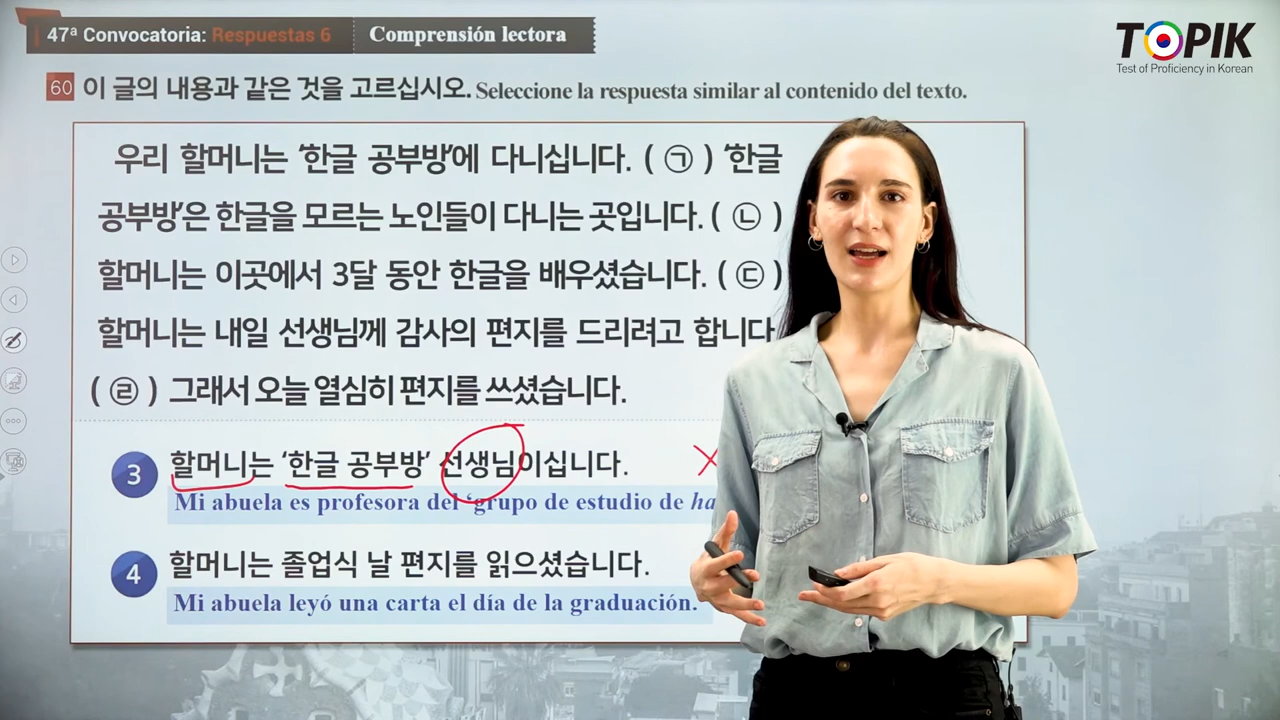 47ª Convocatoria: Respuestas 6 Comprensión lectora
TOPIK
Test of Proficiency in Korean
60 이 글의 내용과 같은 것을 고르십시오. Seleccione la respuesta similar al contenido del texto.
우리 할머니는 ‘한글 공부방’에 다니십니다. ( ㉠ ) ‘한글
공부방’은 한글을 모르는 노인들이 다니는 곳입니다. ( ㉡ )
할머니는 이곳에서 3달 동안 한글을 배우셨습니다. ( ㉢ )
할머니는 내일 선생님께 감사의 편지를 드리려고 합니다
( ㉣ ) 그래서 오늘 열심히 편지를 쓰셨습니다.
3 할머니는 ‘한글 공부방’ 선생님이십니다.
Mi abuela es profesora del ‘grupo de estudio de ha
4 할머니는 졸업식 날 편지를 읽으셨습니다.
Mi abuela leyó una carta el día de la graduación.